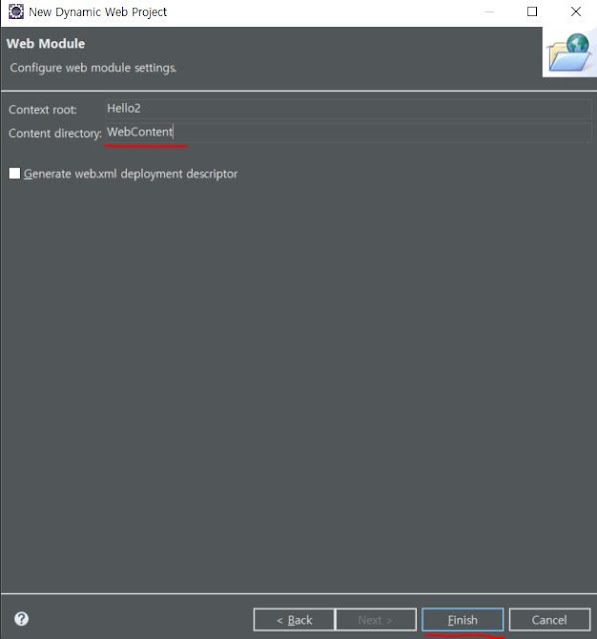 New Dynamic Web Project
Web Module
Configure web module settings.
Context root: Hello2
Content directory: WebContent
Generate web.xml deployment descriptor
?
< Back Next > Finish Cancel